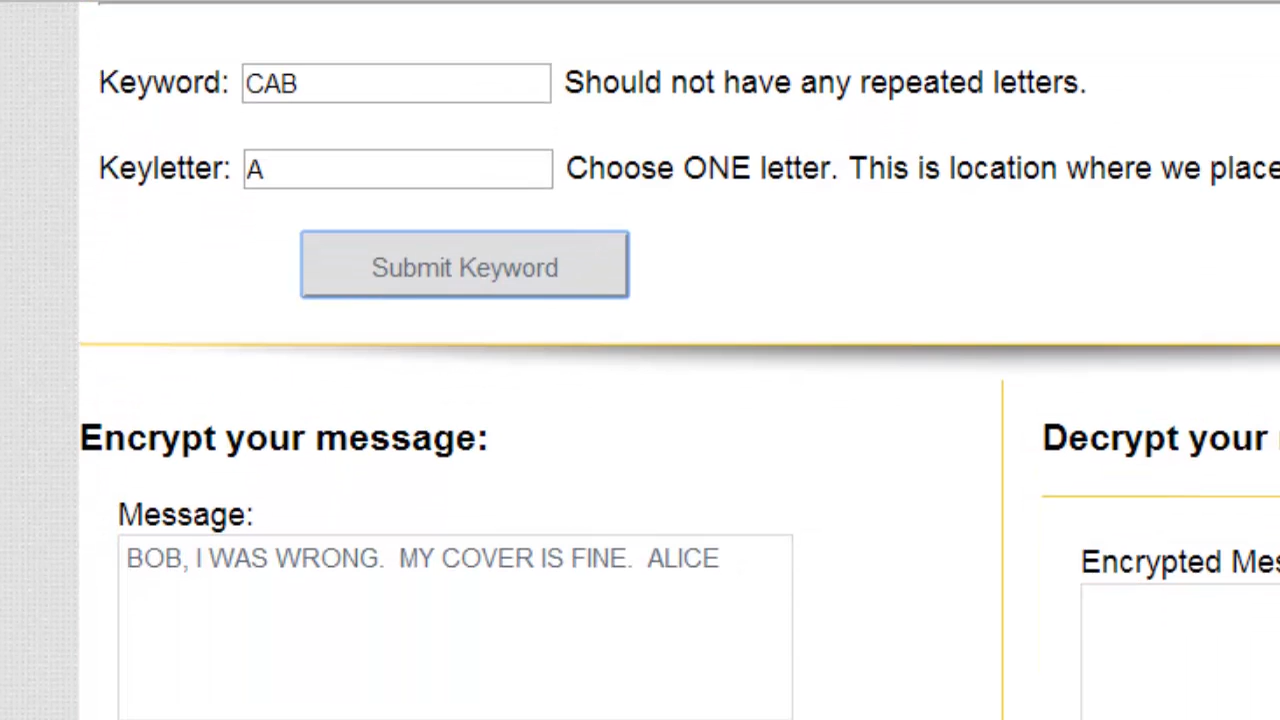 Keyword: CAB Should not have any repeated letters.
Keyletter: A Choose ONE letter. This is location where we place
Submit Keyword
Encrypt your message:
Decrypt your
Message:
BOB, I WAS WRONG. MY COVER IS FINE. ALICE
Encrypted Mes